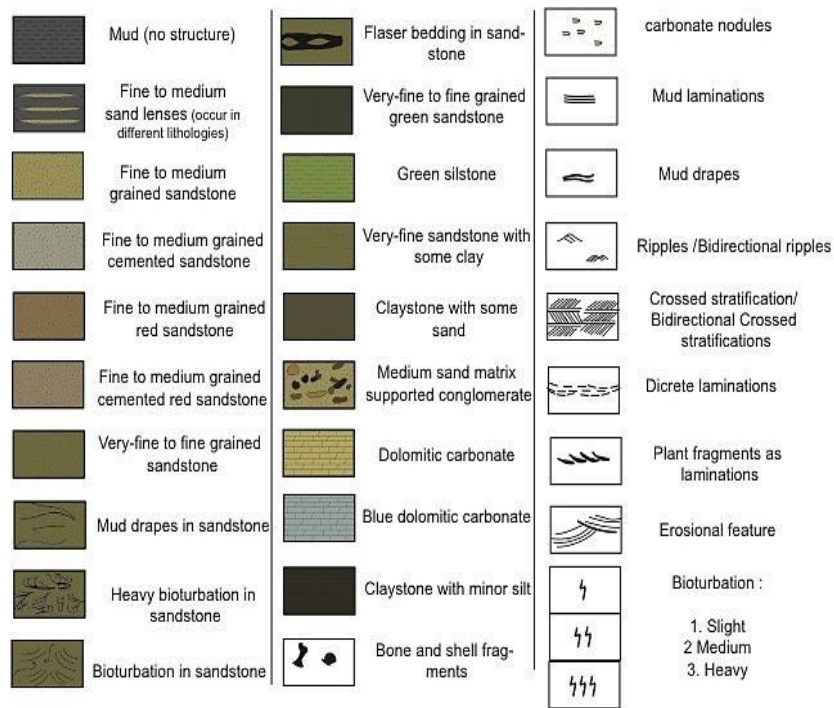 Mud (no structure)
Fine to medium
sand lenses (occur in
different lithologies)
Fine to medium
grained sandstone
Fine to medium grained
cemented sandstone
Fine to medium grained
red sandstone
Fine to medium grained
cemented red sandstone
Very-fine to fine grained
sandstone
Mud drapes in sandstone
Heavy bioturbation in
sandstone
Bioturbation in sandstone
Flaser bedding in sand-
stone
Very-fine to fine grained
green sandstone
Green silstone
Very-fine sandstone with
some clay
Claystone with some
sand
Medium sand matrix
supported conglomerate
Dolomitic carbonate
Blue dolomitic carbonate
Claystone with minor silt
Bone and shell frag-
ments
carbonate nodules
Mud laminations
Mud drapes
Ripples /Bidirectional ripples
Crossed stratification/
Bidirectional Crossed
stratifications
Dicrete laminations
Plant fragments as
laminations
Erosional feature
Bioturbation :
1. Slight
2 Medium
3. Heavy